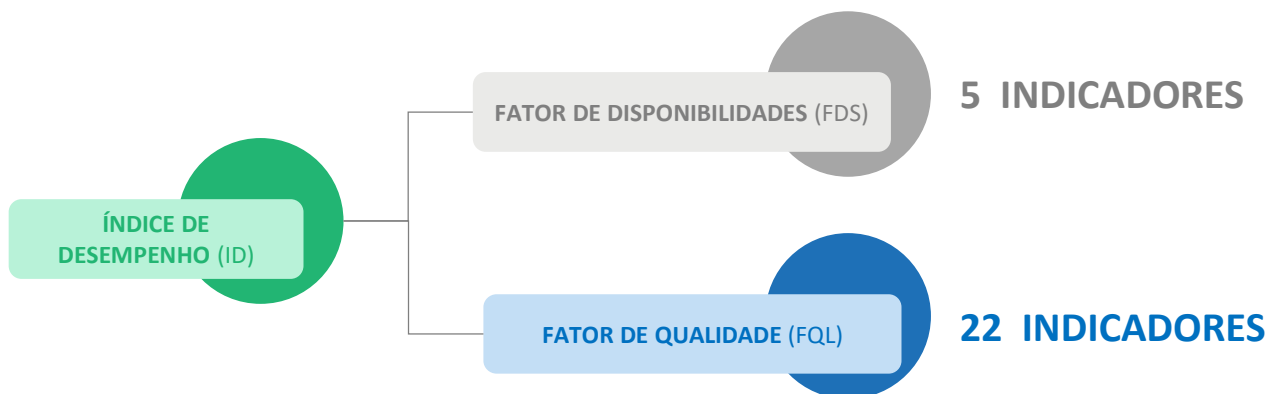 FATOR DE DISPONIBILIDADES (FDS)
5 INDICADORES
ÍNDICE DE
DESEMPENHO (ID)
FATOR DE QUALIDADE (FQL)
22 INDICADORES